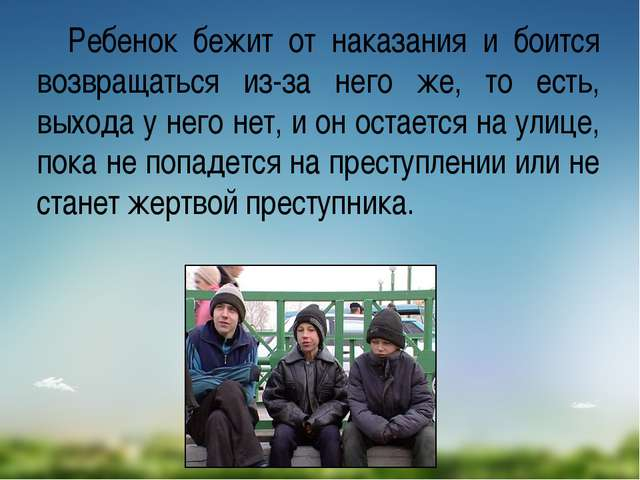 Ребенок бежит от наказания и боится
возвращаться из-за него же, то есть,
выхода у него нет, и он остается на улице,
пока не попадется на преступлении или не
станет жертвой преступника.